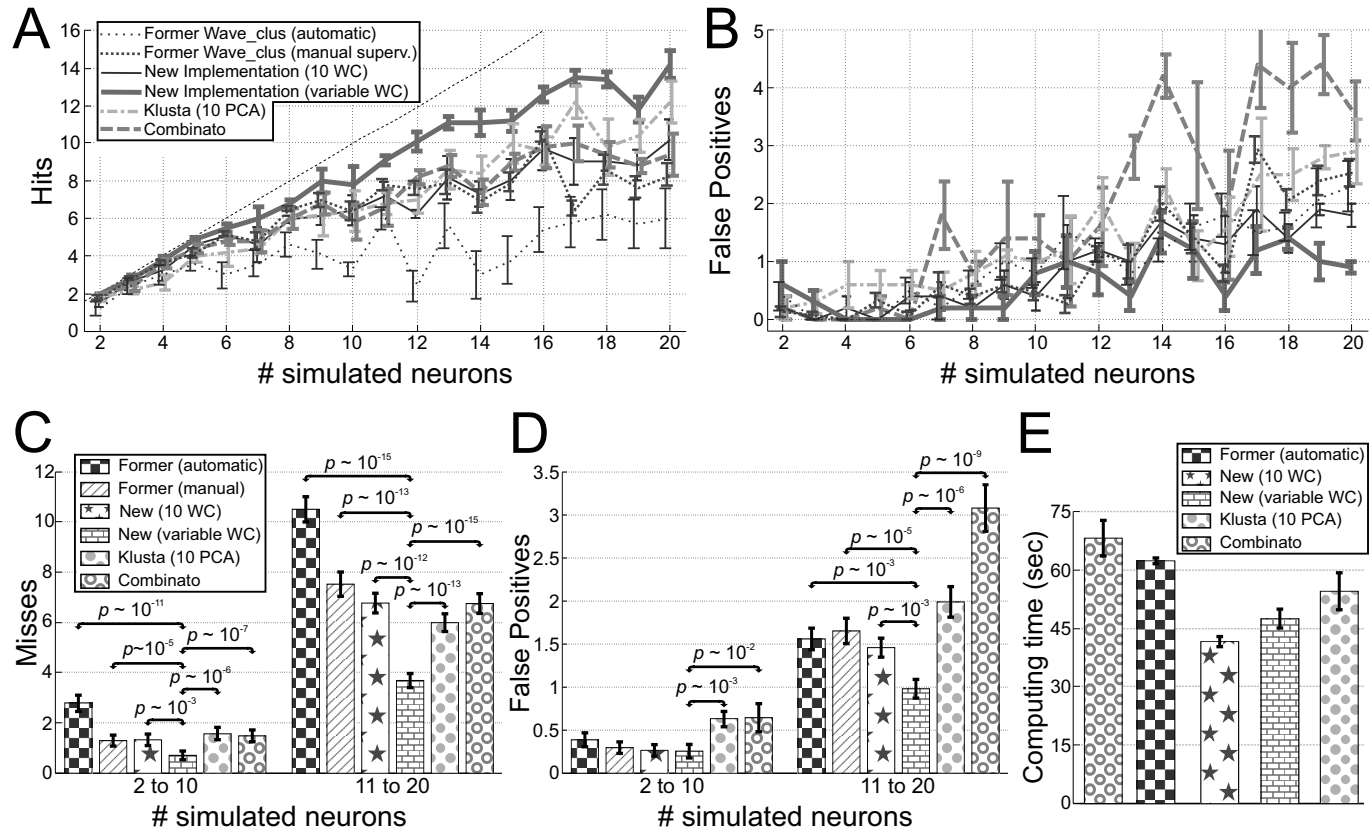 A
Hits
16
14
12
10
8
6
4
2
0
Former Wave_clus (automatic)
Former Wave_clus (manual superv.)
New Implementation (10 WC)
New Implementation (variable WC)
Klusta (10 PCA)
Combinato
2 4 6 8 10 12 14 16 18 20
# simulated neurons
B
False Positives
5
4
3
2
1
0
2 4 6 8 10 12 14 16 18 20
# simulated neurons
C
Misses
12
10
8
6
4
2
0
Former (automatic)
Former (manual)
New (10 WC)
New (variable WC)
Klusta (10 PCA)
Combinato
p ~ 10⁻¹¹
p~10⁻⁵
p ~ 10⁻⁷
p ~ 10⁻⁶
p ~ 10⁻³
p ~ 10⁻¹⁵
p ~ 10⁻¹³
p ~ 10⁻¹⁵
p ~ 10⁻¹²
p ~ 10⁻¹³
2 to 10 11 to 20
# simulated neurons
D
False Positives
3.5
3
2.5
2
1.5
1
0.5
0
p ~ 10⁻²
p ~ 10⁻³
p ~ 10⁻⁹
p ~ 10⁻⁶
p ~ 10⁻⁵
p ~ 10⁻³
p ~ 10⁻³
2 to 10 11 to 20
# simulated neurons
E
Former (automatic)
New (10 WC)
New (variable WC)
Klusta (10 PCA)
Combinato
Computing time (sec)
75
60
45
30
15
0